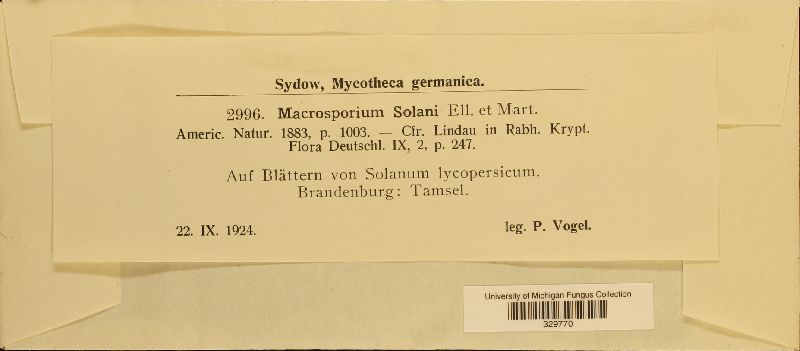 Sydow, Mycotheca germanica.
2996. Macrosporium Solani Ell. et Mart.
Americ. Natur. 1883, p. 1003. — Cfr. Lindau in Rabh. Krypt.
Flora Deutschl. IX, 2, p. 247.
Auf Blättern von Solanum lycopersicum.
Brandenburg: Tamsel.
22. IX. 1924. leg. P. Vogel.
University of Michigan Fungus Collection
329770